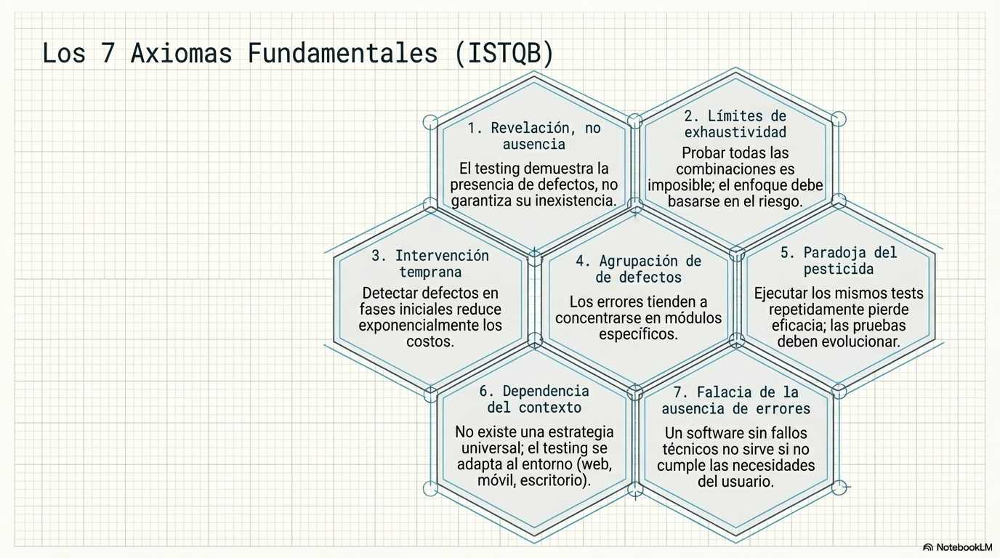 Los 7 Axiomas Fundamentales (ISTQB)
1. Revelación, no
ausencia
El testing demuestra la
presencia de defectos, no
garantiza su inexistencia.
2. Límites de
exhaustividad
Probar todas las
combinaciones es
imposible; el enfoque debe
basarse en el riesgo.
3. Intervención
temprana
Detectar defectos en
fases iniciales reduce
exponencialmente los
costos.
4. Agrupación de
de defectos
Los errores tienden a
concentrarse en módulos
específicos.
5. Paradoja del
pesticida
Ejecutar los mismos tests
repetidamente pierde
eficacia; las pruebas
deben evolucionar.
6. Dependencia
del contexto
No existe una estrategia
universal; el testing se
adapta al entorno (web,
móvil, escritorio).
7. Falacia de la
ausencia de errores
Un software sin fallos
técnicos no sirve si no
cumple las necesidades
del usuario.
NotebookLM